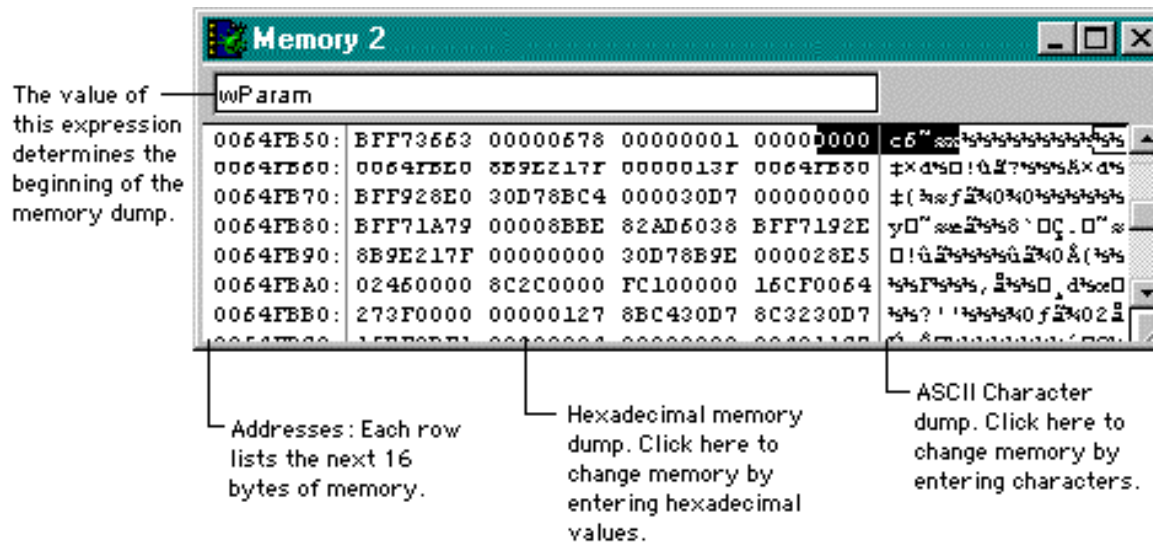 Memory 2
The value of
this expression
determines the
beginning of the
memory dump.
wParam
0064FB50: BFF73663 00000678 00000001 00000000
0064FB60: 0064FBE0 8B9E217F 0000013F 0064FB80
0064FB70: BFF928E0 30D78BC4 000030D7 00000000
0064FB80: BFF71A79 00008BBE 82AD6038 BFF7192E
0064FB90: 8B9E217F 00000000 30D78B9E 000028E5
0064FBA0: 02460000 8C2C0000 FC100000 16CF0064
0064FBB0: 273F0000 00000127 8BC430D7 8C3230D7
Addresses: Each row
lists the next 16
bytes of memory.
Hexadecimal memory
dump. Click here to
change memory by
entering hexadecimal
values.
ASCII Character
dump. Click here to
change memory by
entering characters.